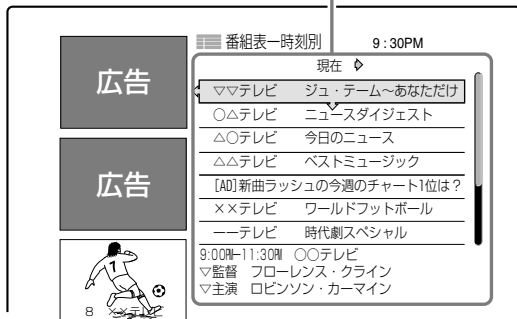 番組表一時刻別 9:30PM
広告
現在
▽▽テレビ ジュ・テーム～あなただけ
○△テレビ ニュースダイジェスト
△○テレビ 今日のニュース
△△テレビ ベストミュージック
広告
[AD]新曲ラッシュの今週のチャート1位は？
××テレビ ワールドフットボール
ーーテレビ 時代劇スペシャル
9:00PM-11:30PM ○○テレビ
▽監督 フローレンス・クライン
▽主演 ロビンソン・カーマイン
7
8 ××テレビ